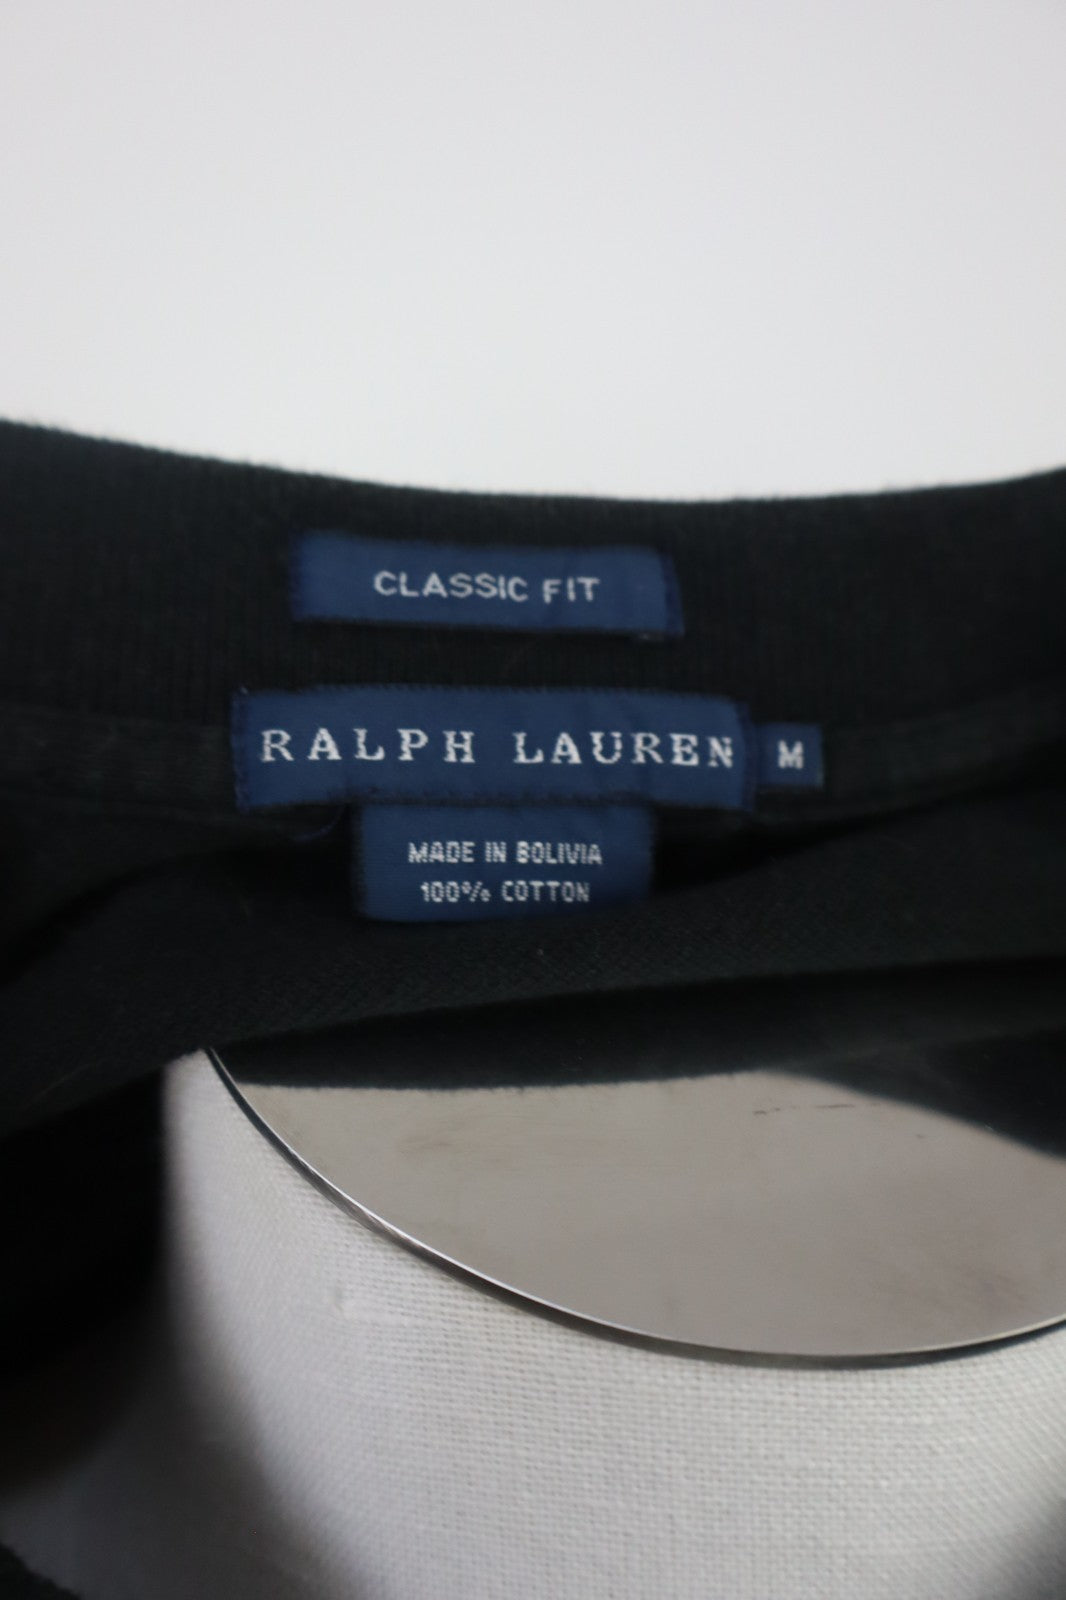 CLASSIC FIT
RALPH LAUREN M
MADE IN BOLIVIA
100% COTTON